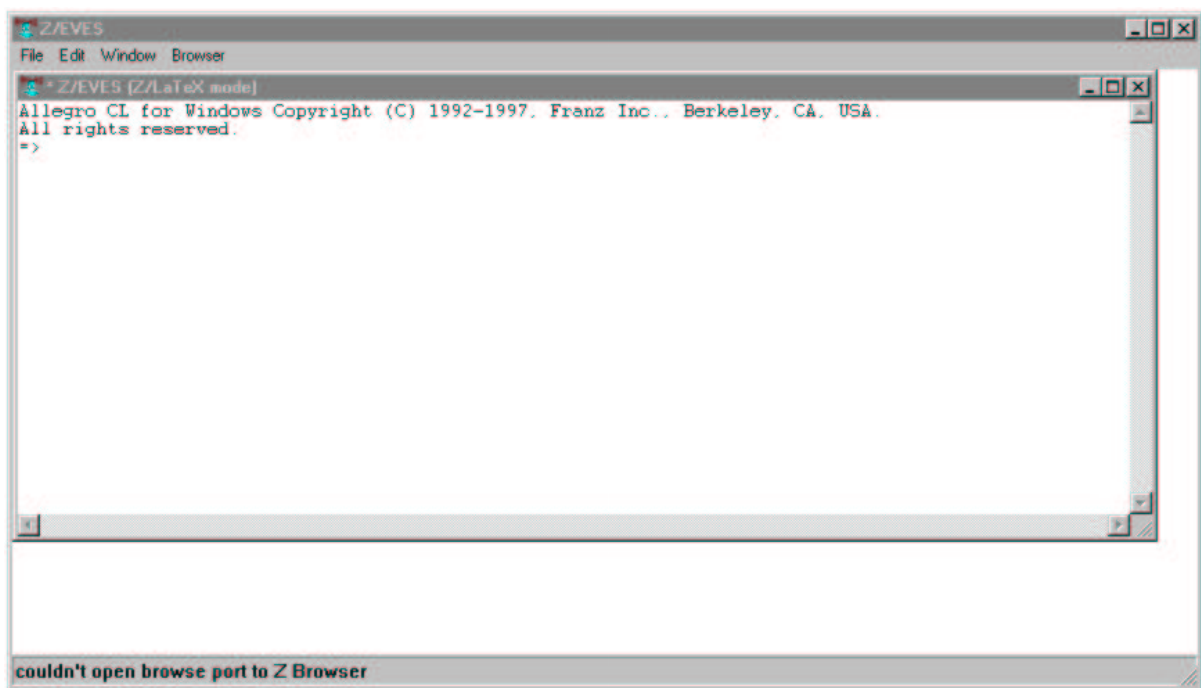 Z/EVES
File Edit Window Browser
* Z/EVES [Z/LaTeX mode]
Allegro CL for Windows Copyright (C) 1992-1997, Franz Inc., Berkeley, CA, USA.
All rights reserved.
=>
couldn't open browse port to Z Browser